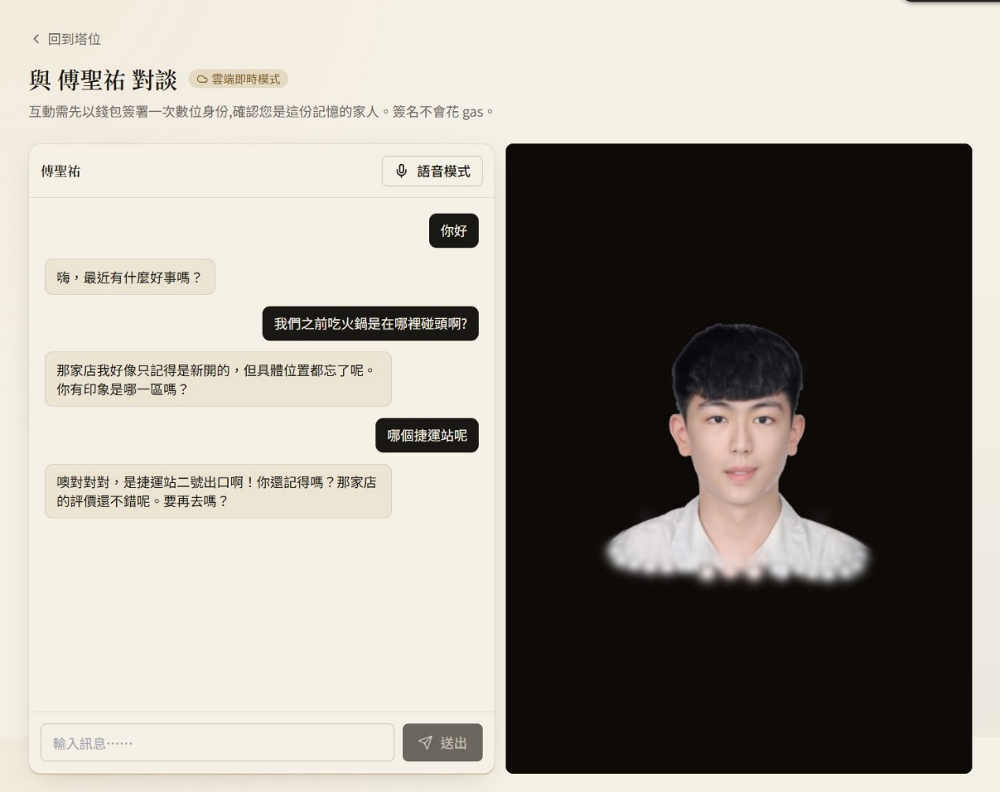 回到塔位
與 傅聖祐 對談
雲端即時模式
互動需先以錢包簽署一次數位身份,確認您是這份記憶的家人。簽名不會花 gas。
傅聖祐
語音模式
你好
嗨，最近有什麼好事嗎？
我們之前吃火鍋是在哪裡碰頭啊?
那家店我好像只記得是新開的，但具體位置都忘了呢。
你有印象是哪一區嗎？
哪個捷運站呢
噢對對對，是捷運站二號出口啊！你還記得嗎？那家店
的評價還不錯呢。要再去嗎？
輸入訊息⋯⋯
送出